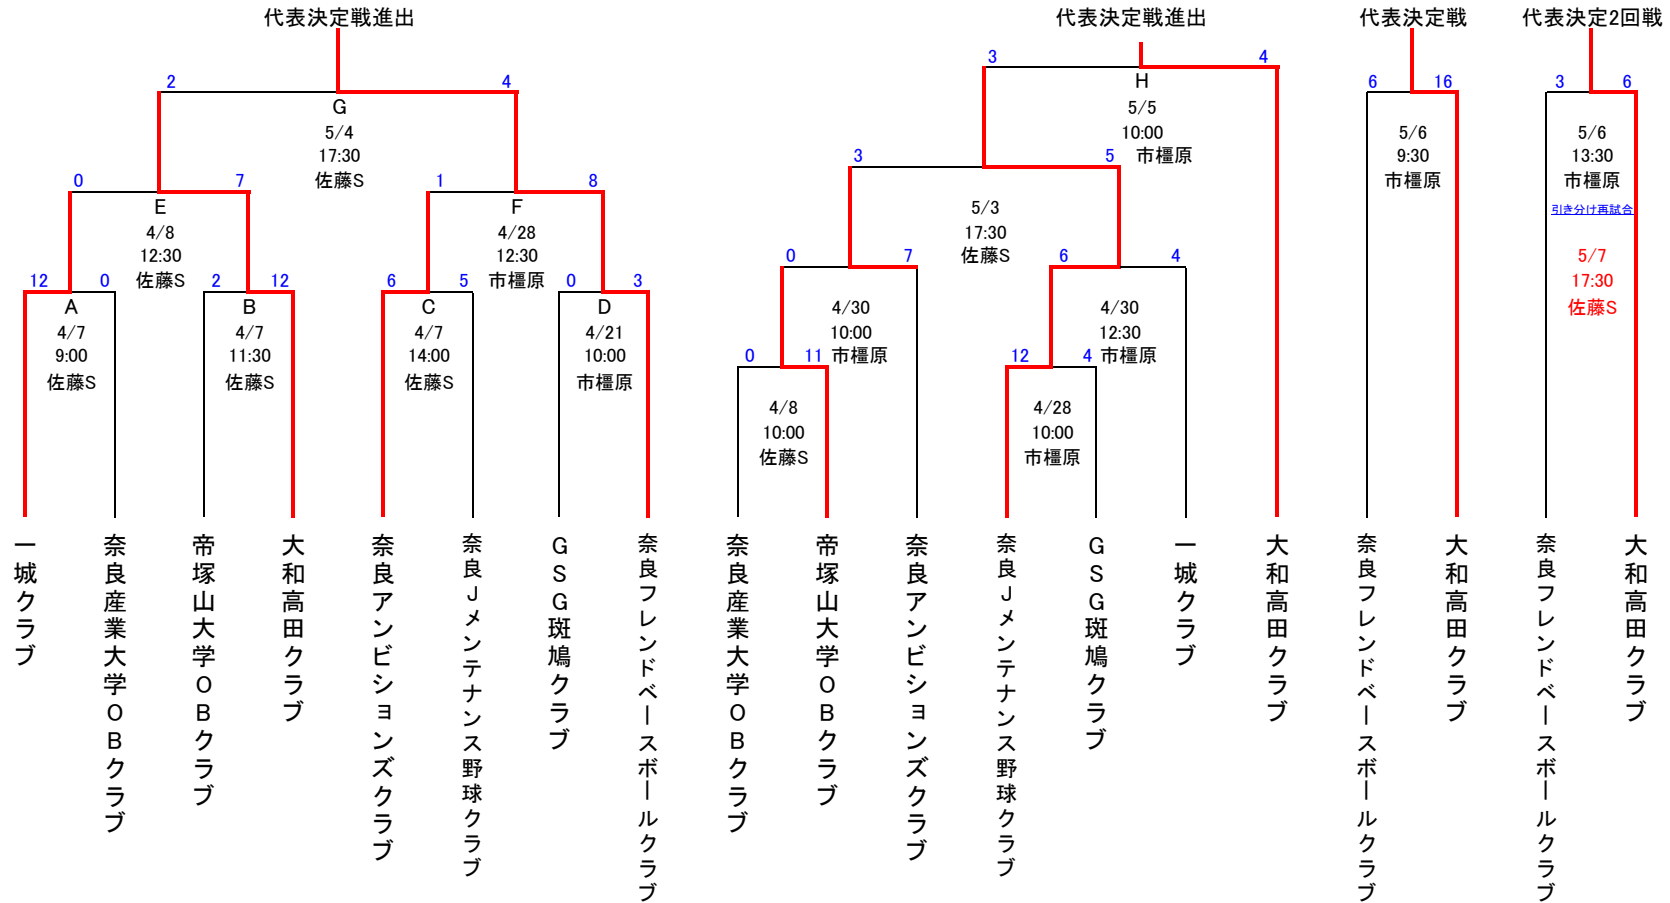 代表決定戦進出
2 4
G
5/4
17:30
佐藤S
0 7
E
4/8
12:30
佐藤S
1 8
F
4/28
12:30
市橿原
12 0
A
4/7
9:00
佐藤S
2 12
B
4/7
11:30
佐藤S
6 5
C
4/7
14:00
佐藤S
0 3
D
4/21
10:00
市橿原
一城クラブ
奈良産業大学OBクラブ
帝塚山大学OBクラブ
大和高田クラブ
奈良アンビションズクラブ
奈良Jメンテナンス野球クラブ
GSG斑鳩クラブ
奈良フレンドベースボールクラブ
代表決定戦進出
3 4
H
5/5
10:00
市橿原
3 5
5/3
17:30
佐藤S
0 7
4/30
10:00
市橿原
6 4
4/30
12:30
市橿原
0 11
4/8
10:00
佐藤S
12 4
4/28
10:00
市橿原
奈良産業大学OBクラブ
帝塚山大学OBクラブ
奈良アンビションズクラブ
奈良Jメンテナンス野球クラブ
GSG斑鳩クラブ
一城クラブ
大和高田クラブ
代表決定戦
6 16
5/6
9:30
市橿原
奈良フレンドベースボールクラブ
大和高田クラブ
代表決定2回戦
3 6
5/6
13:30
市橿原
引き分け再試合
5/7
17:30
佐藤S
奈良フレンドベースボールクラブ
大和高田クラブ